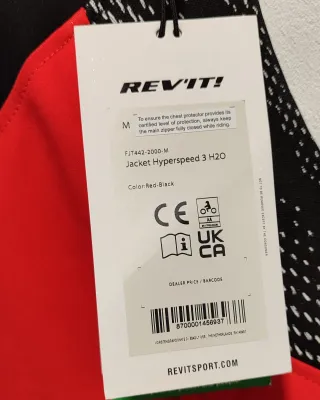 REV'IT!
M
To ensure the chest protector provides its
certified level of protection, always keep
the main zipper fully closed while riding.
FJT442-2000-M
Jacket Hyperspeed 3 H2O
Color: Red-Black
CE
AA
i
UK
CA
DEALER PRICE / BARCODE
8700001458937
REVITSPORT.COM